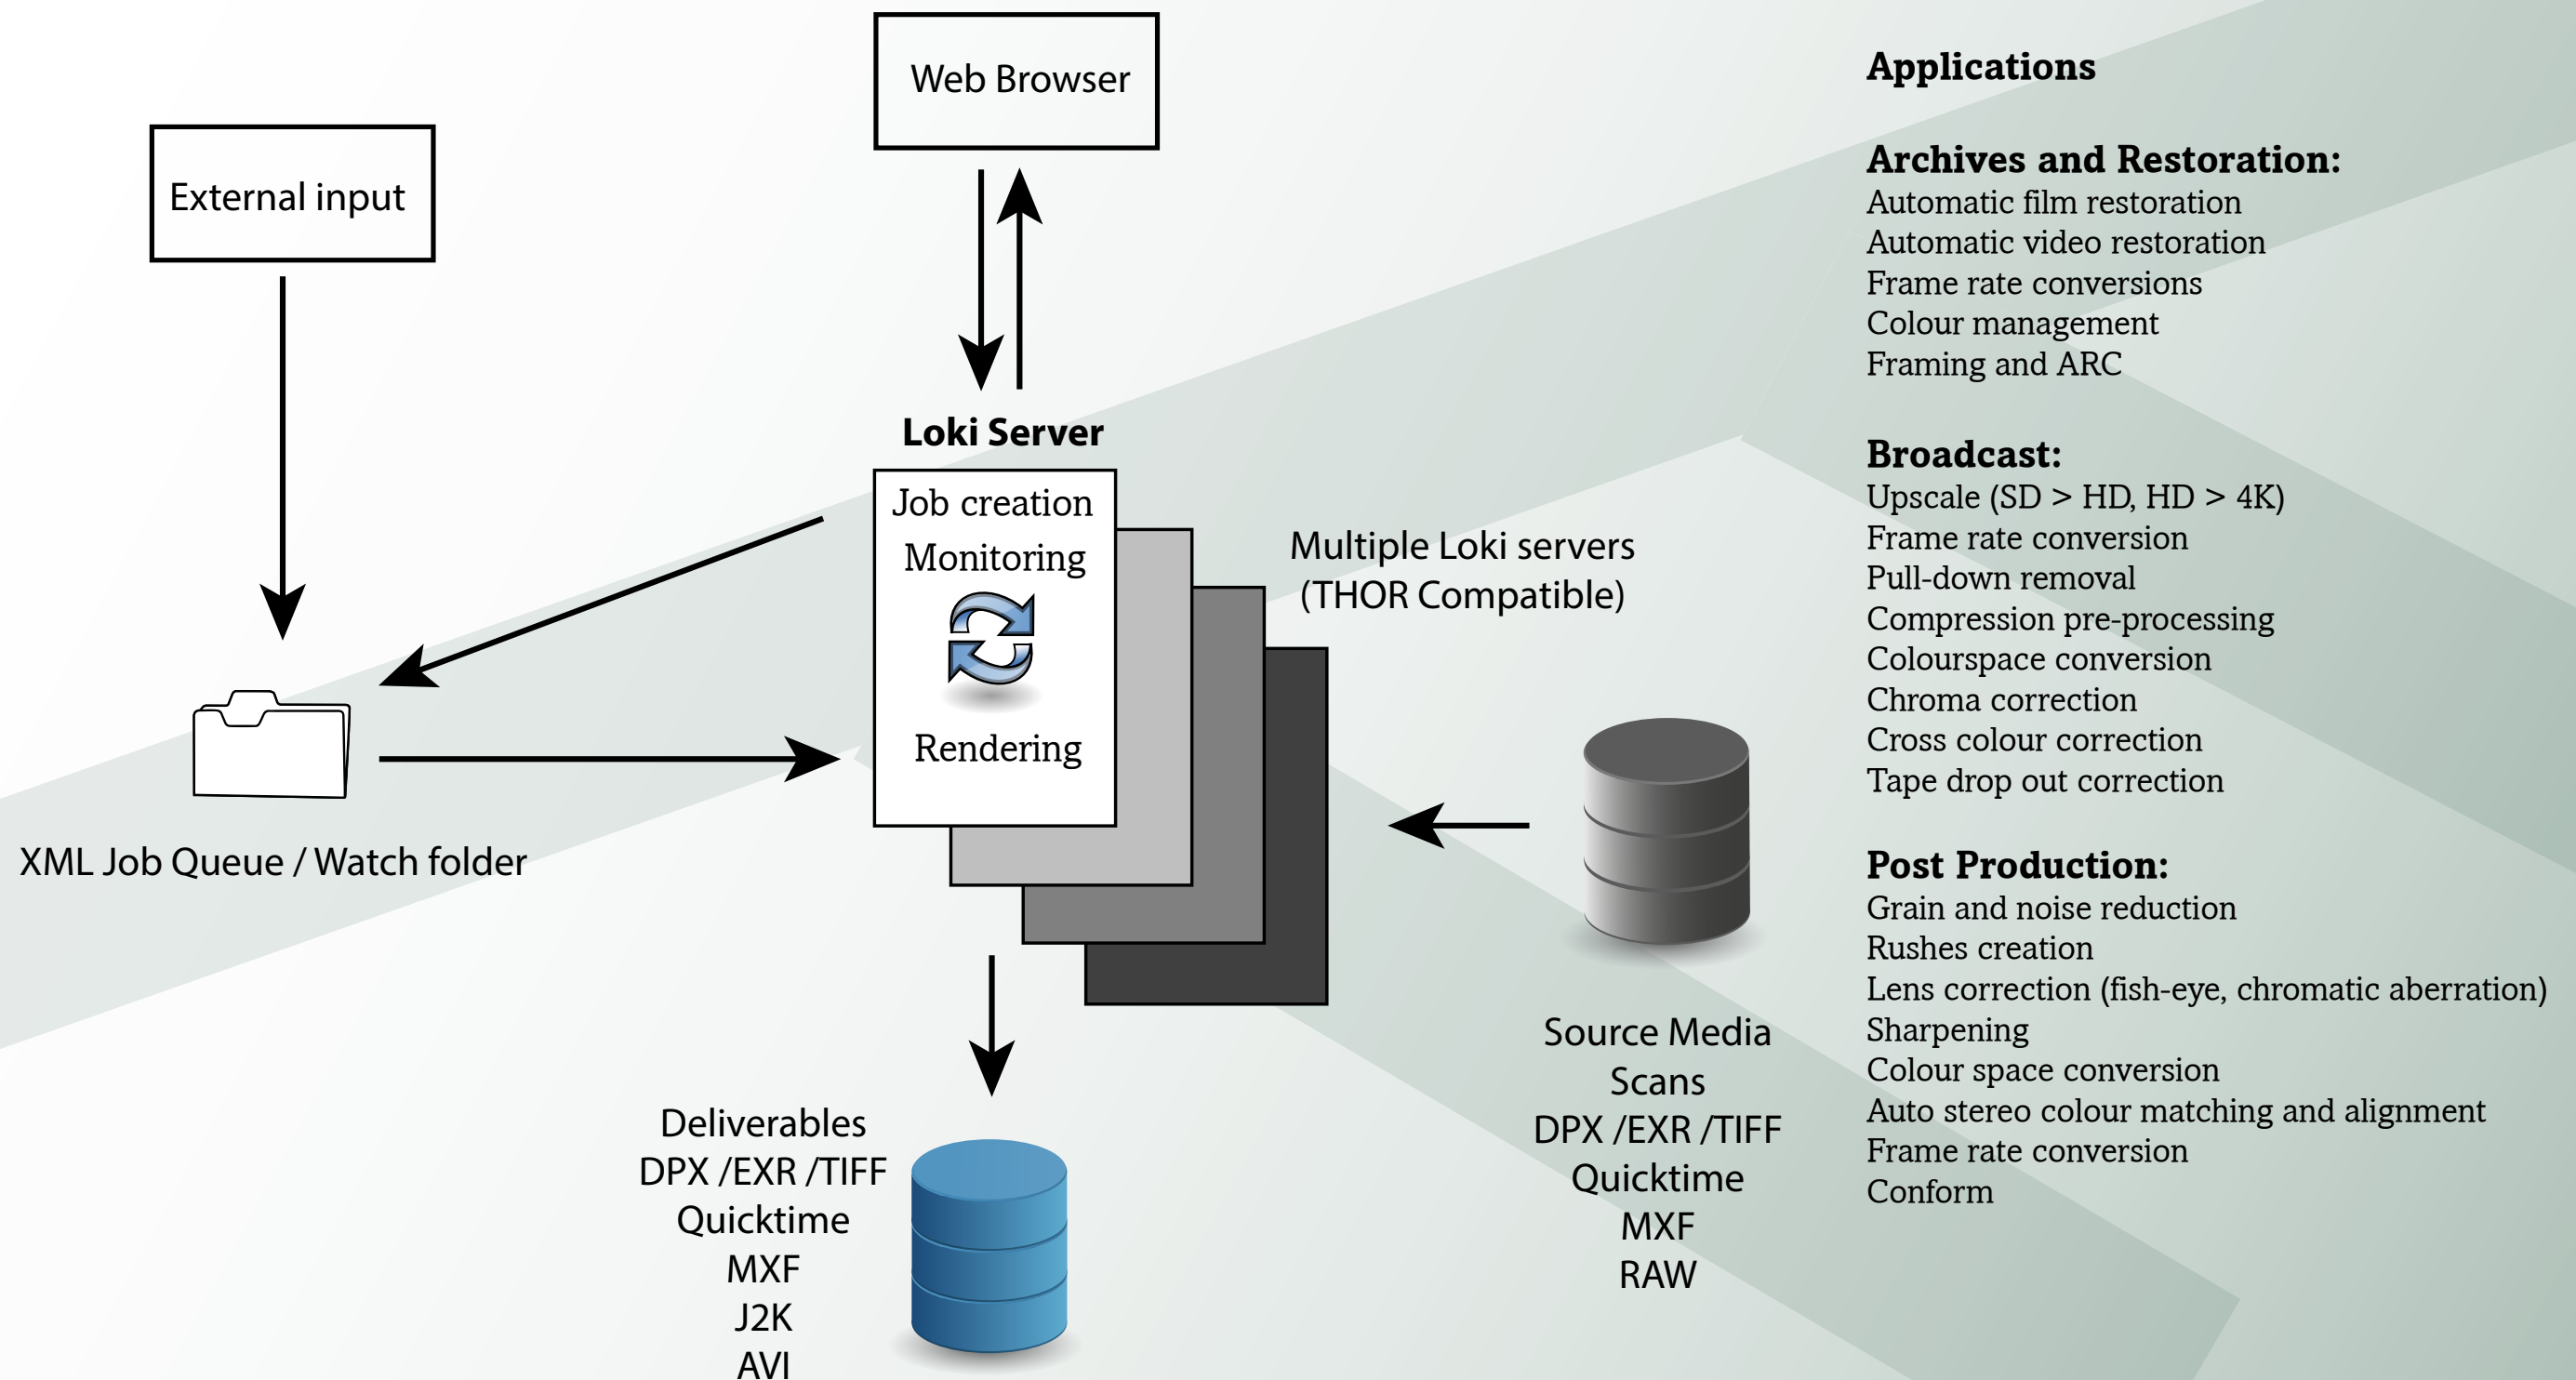 Web Browser
External input
Loki Server
Job creation
Monitoring
Rendering
Multiple Loki servers
(THOR Compatible)
XML Job Queue / Watch folder
Deliverables
DPX /EXR /TIFF
Quicktime
MXF
J2K
AVI
Source Media
Scans
DPX /EXR /TIFF
Quicktime
MXF
RAW
Applications
Archives and Restoration:
Automatic film restoration
Automatic video restoration
Frame rate conversions
Colour management
Framing and ARC
Broadcast:
Upscale (SD > HD, HD > 4K)
Frame rate conversion
Pull-down removal
Compression pre-processing
Colourspace conversion
Chroma correction
Cross colour correction
Tape drop out correction
Post Production:
Grain and noise reduction
Rushes creation
Lens correction (fish-eye, chromatic aberration)
Sharpening
Colour space conversion
Auto stereo colour matching and alignment
Frame rate conversion
Conform